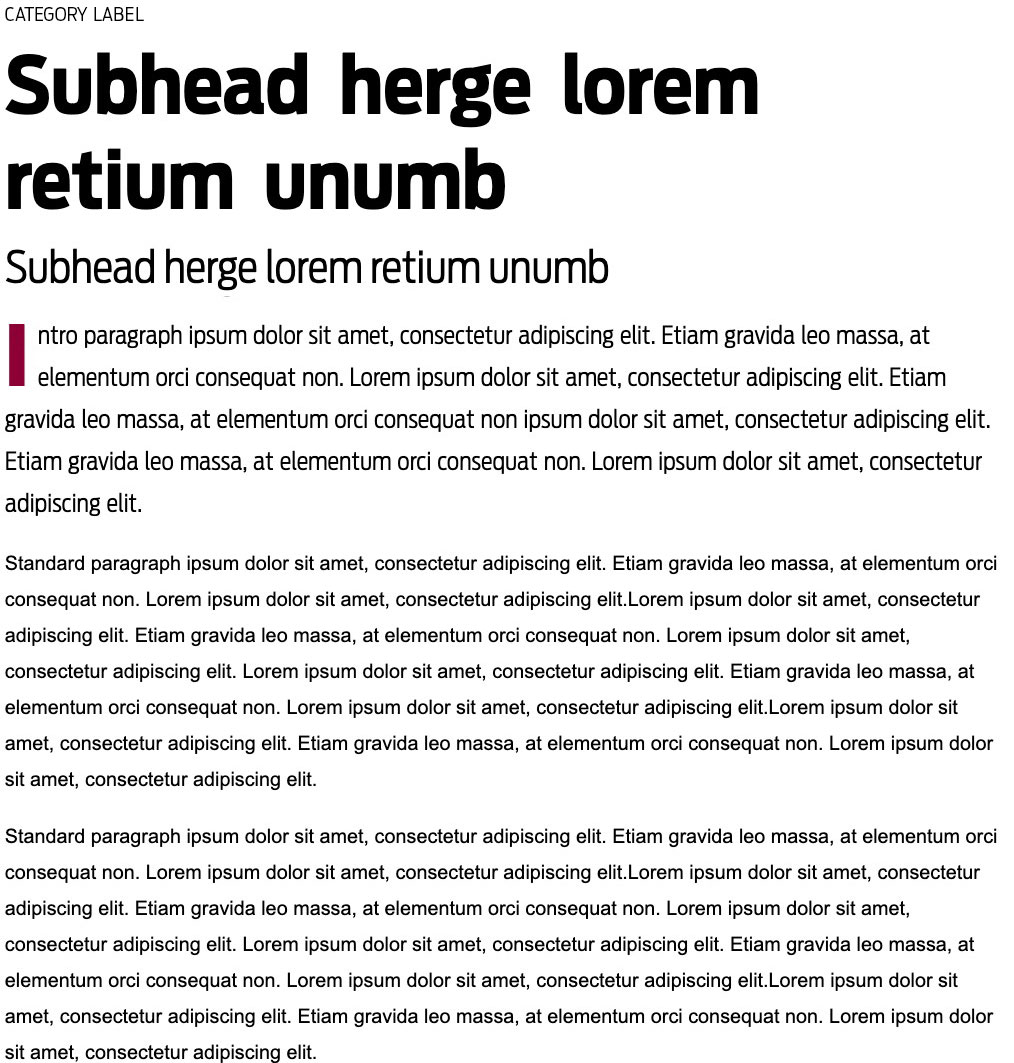 CATEGORY LABEL
Subhead herge lorem
retium unumb
Subhead herge lorem retium unumb
Intro paragraph ipsum dolor sit amet, consectetur adipiscing elit. Etiam gravida leo massa, at
elementum orci consequat non. Lorem ipsum dolor sit amet, consectetur adipiscing elit. Etiam
gravida leo massa, at elementum orci consequat non ipsum dolor sit amet, consectetur adipiscing elit.
Etiam gravida leo massa, at elementum orci consequat non. Lorem ipsum dolor sit amet, consectetur
adipiscing elit.
Standard paragraph ipsum dolor sit amet, consectetur adipiscing elit. Etiam gravida leo massa, at elementum orci
consequat non. Lorem ipsum dolor sit amet, consectetur adipiscing elit.Lorem ipsum dolor sit amet, consectetur
adipiscing elit. Etiam gravida leo massa, at elementum orci consequat non. Lorem ipsum dolor sit amet,
consectetur adipiscing elit. Lorem ipsum dolor sit amet, consectetur adipiscing elit. Etiam gravida leo massa, at
elementum orci consequat non. Lorem ipsum dolor sit amet, consectetur adipiscing elit.Lorem ipsum dolor sit
amet, consectetur adipiscing elit. Etiam gravida leo massa, at elementum orci consequat non. Lorem ipsum dolor
sit amet, consectetur adipiscing elit.
Standard paragraph ipsum dolor sit amet, consectetur adipiscing elit. Etiam gravida leo massa, at elementum orci
consequat non. Lorem ipsum dolor sit amet, consectetur adipiscing elit.Lorem ipsum dolor sit amet, consectetur
adipiscing elit. Etiam gravida leo massa, at elementum orci consequat non. Lorem ipsum dolor sit amet,
consectetur adipiscing elit. Lorem ipsum dolor sit amet, consectetur adipiscing elit. Etiam gravida leo massa, at
elementum orci consequat non. Lorem ipsum dolor sit amet, consectetur adipiscing elit.Lorem ipsum dolor sit
amet, consectetur adipiscing elit. Etiam gravida leo massa, at elementum orci consequat non. Lorem ipsum dolor
sit amet, consectetur adipiscing elit.